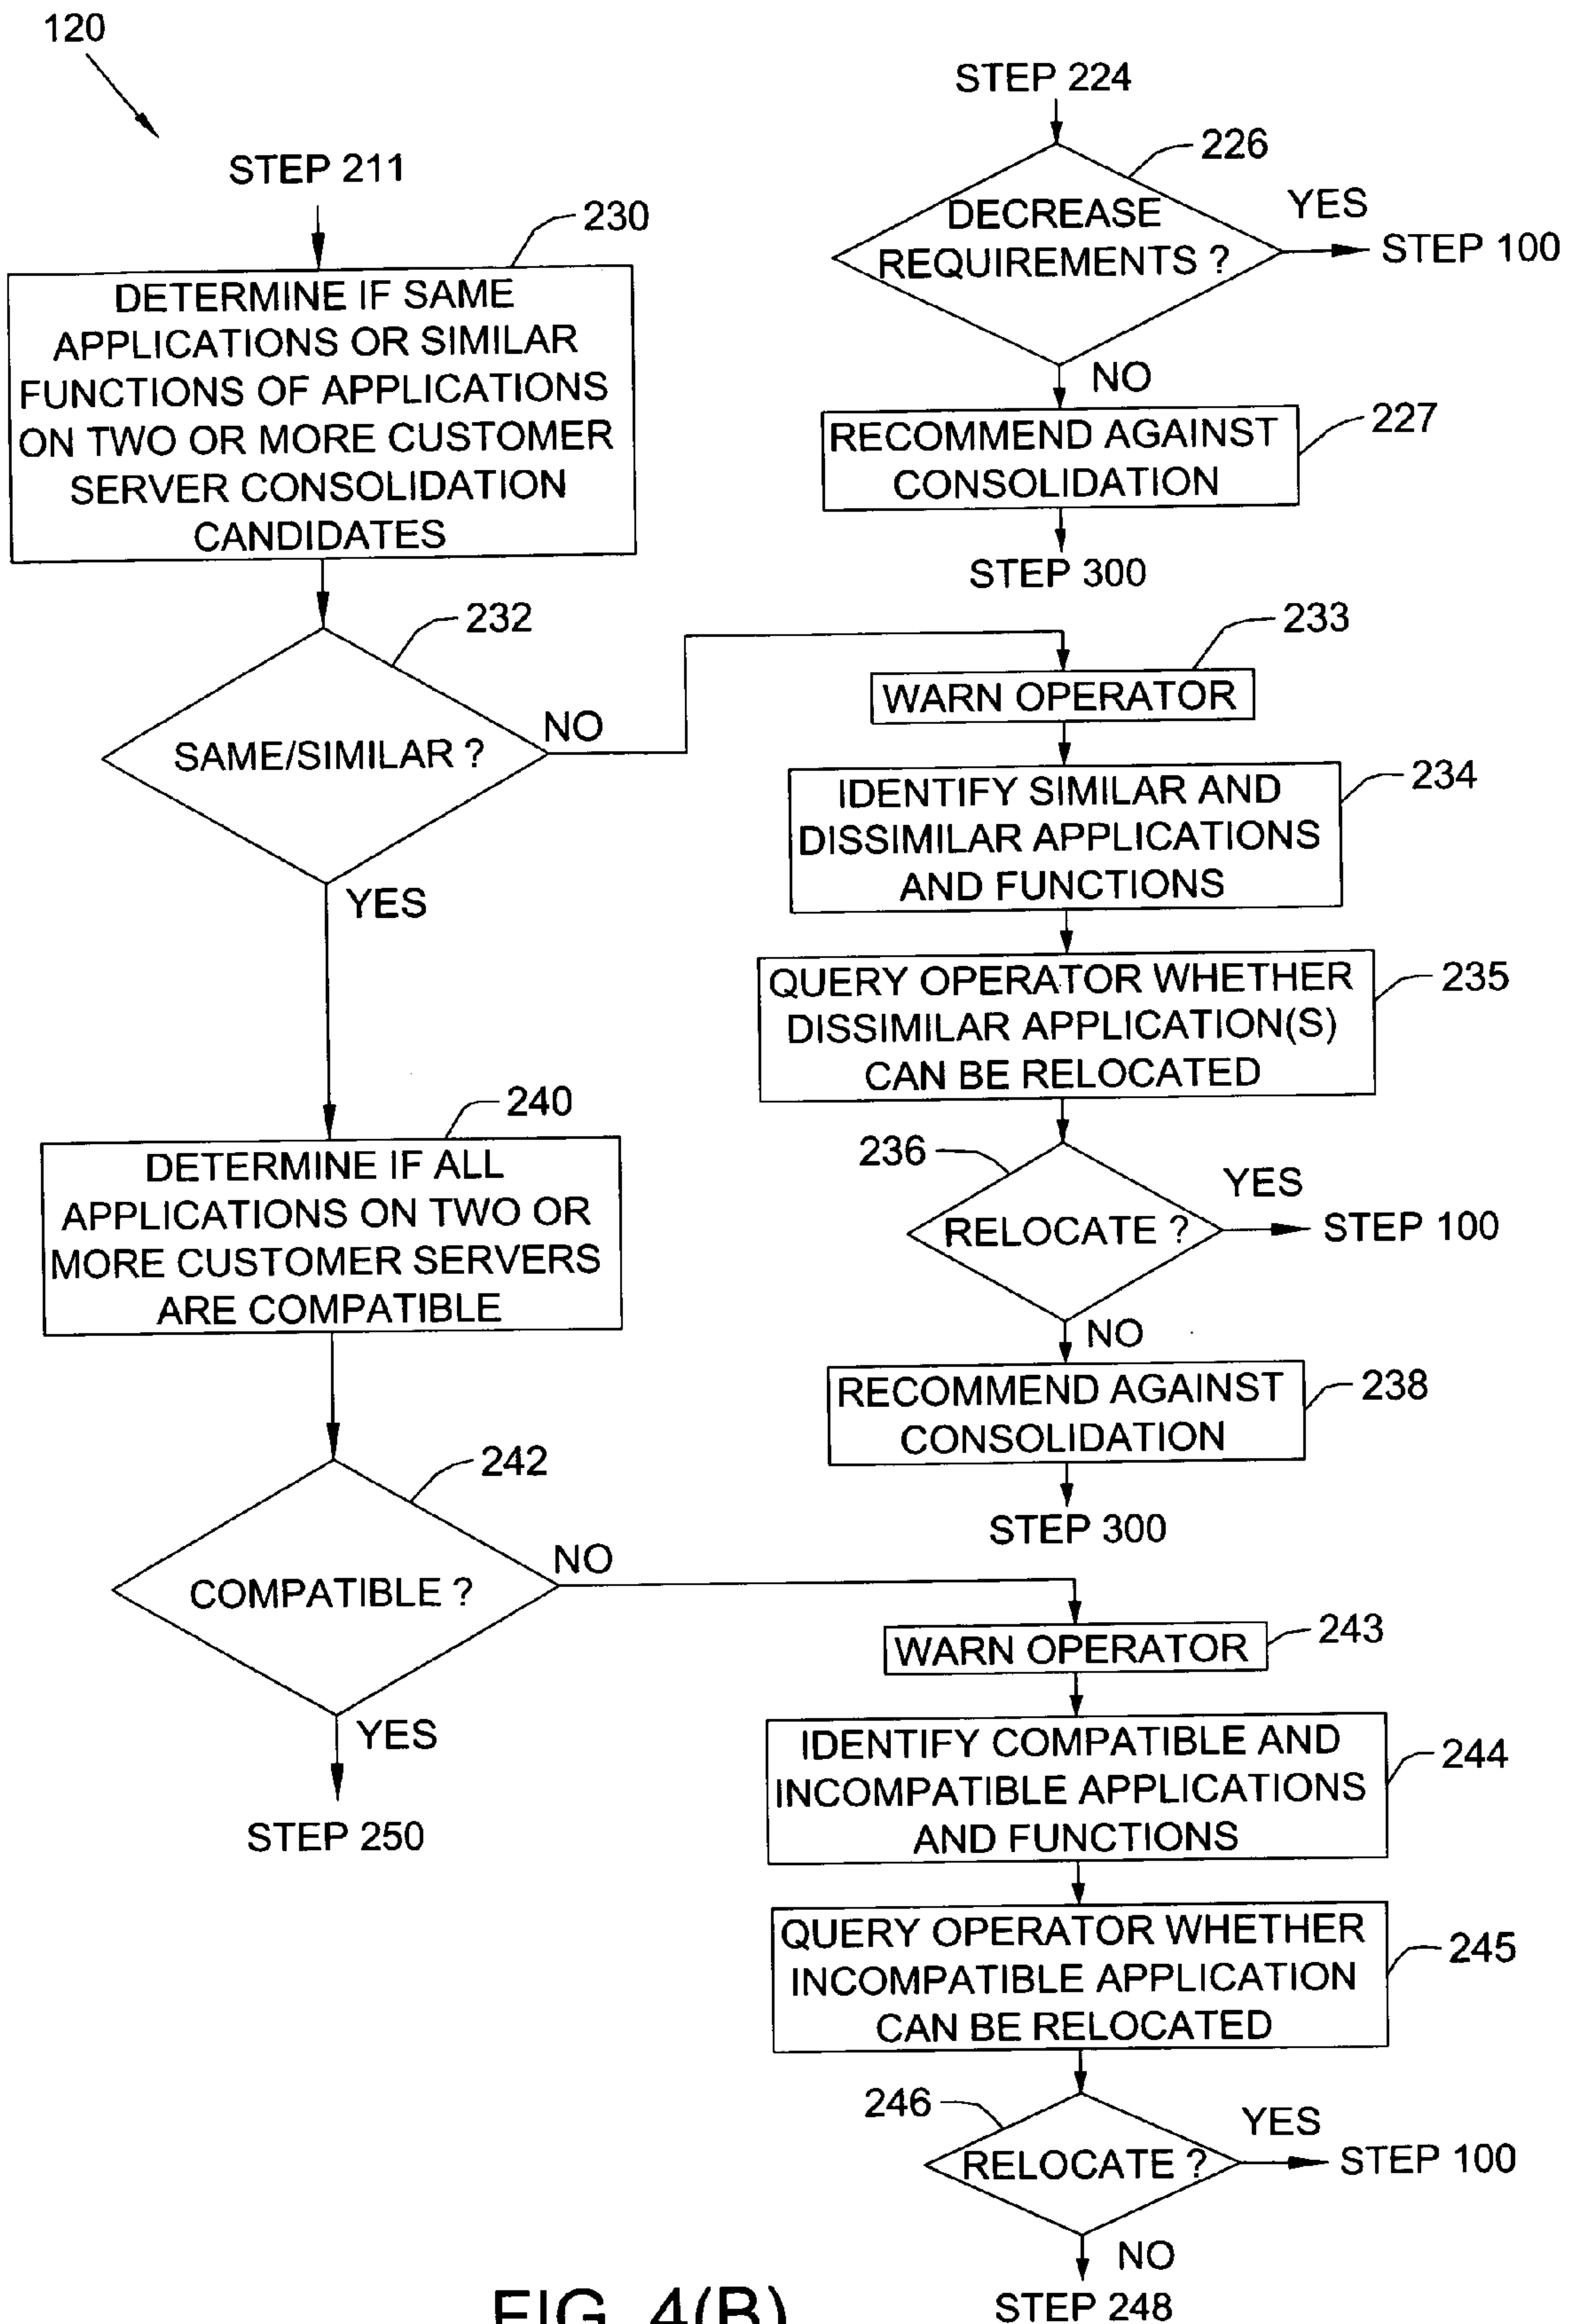 120
STEP 211
230
DETERMINE IF SAME
APPLICATIONS OR SIMILAR
FUNCTIONS OF APPLICATIONS
ON TWO OR MORE CUSTOMER
SERVER CONSOLIDATION
CANDIDATES
232
SAME/SIMILAR ?
NO
YES
240
DETERMINE IF ALL
APPLICATIONS ON TWO OR
MORE CUSTOMER SERVERS
ARE COMPATIBLE
242
COMPATIBLE ?
NO
YES
STEP 250
STEP 224
226
DECREASE
REQUIREMENTS ?
YES
STEP 100
NO
RECOMMEND AGAINST
CONSOLIDATION
227
STEP 300
233
WARN OPERATOR
234
IDENTIFY SIMILAR AND
DISSIMILAR APPLICATIONS
AND FUNCTIONS
235
QUERY OPERATOR WHETHER
DISSIMILAR APPLICATION(S)
CAN BE RELOCATED
236
RELOCATE ?
YES
STEP 100
NO
RECOMMEND AGAINST
CONSOLIDATION
238
STEP 300
WARN OPERATOR
243
IDENTIFY COMPATIBLE AND
INCOMPATIBLE APPLICATIONS
AND FUNCTIONS
244
QUERY OPERATOR WHETHER
INCOMPATIBLE APPLICATION
CAN BE RELOCATED
245
246
RELOCATE ?
YES
STEP 100
NO
STEP 248
FIG. 4(B)